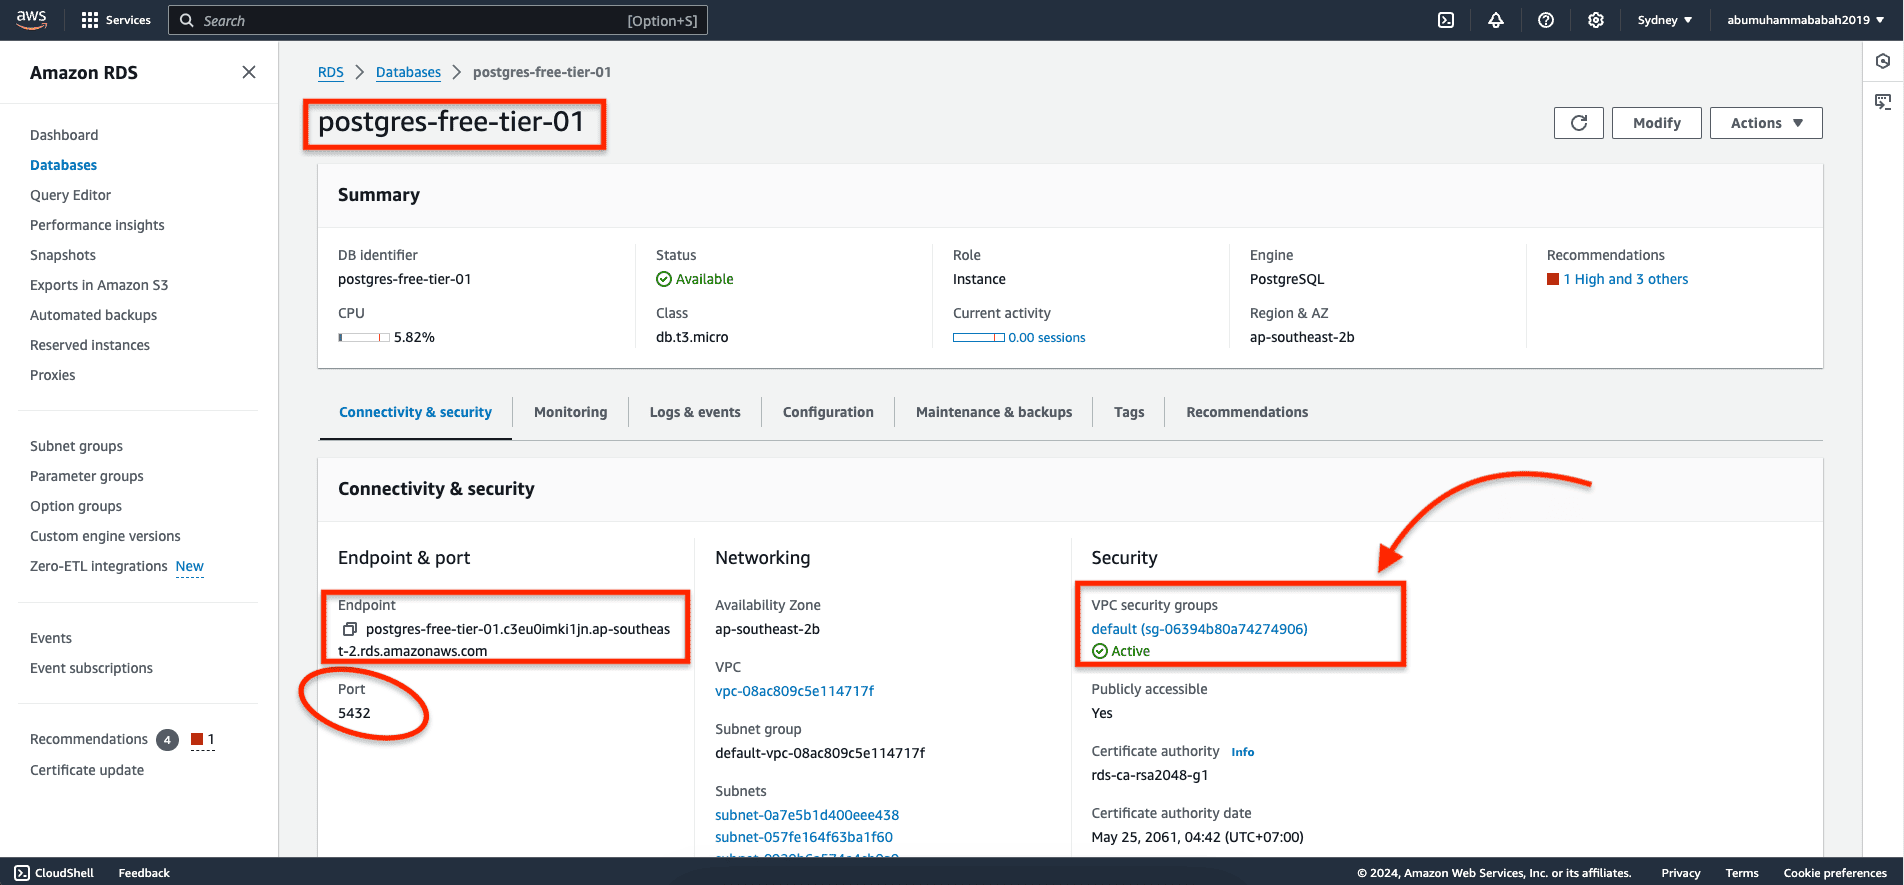 aws
Services
Search
[Option+S]
Sydney
abumuhammababah2019
Amazon RDS
Dashboard
Databases
Query Editor
Performance insights
Snapshots
Exports in Amazon S3
Automated backups
Reserved instances
Proxies
Subnet groups
Parameter groups
Option groups
Custom engine versions
Zero-ETL integrations New
Events
Event subscriptions
Recommendations 4 1
Certificate update
RDS > Databases > postgres-free-tier-01
postgres-free-tier-01
Modify
Actions
Summary
DB identifier
postgres-free-tier-01
Status
Available
Role
Instance
Engine
PostgreSQL
Recommendations
1 High and 3 others
CPU
5.82%
Class
db.t3.micro
Current activity
0.00 sessions
Region & AZ
ap-southeast-2b
Connectivity & security
Monitoring
Logs & events
Configuration
Maintenance & backups
Tags
Recommendations
Connectivity & security
Endpoint & port
Endpoint
postgres-free-tier-01.c3eu0imki1jn.ap-southeas
t-2.rds.amazonaws.com
Port
5432
Networking
Availability Zone
ap-southeast-2b
VPC
vpc-08ac809c5e114717f
Subnet group
default-vpc-08ac809c5e114717f
Subnets
subnet-0a7e5b1d400eee438
subnet-057fe164f63ba1f60
Security
VPC security groups
default (sg-06394b80a74274906)
Active
Publicly accessible
Yes
Certificate authority Info
rds-ca-rsa2048-g1
Certificate authority date
May 25, 2061, 04:42 (UTC+07:00)
CloudShell
Feedback
© 2024, Amazon Web Services, Inc. or its affiliates.
Privacy
Terms
Cookie preferences